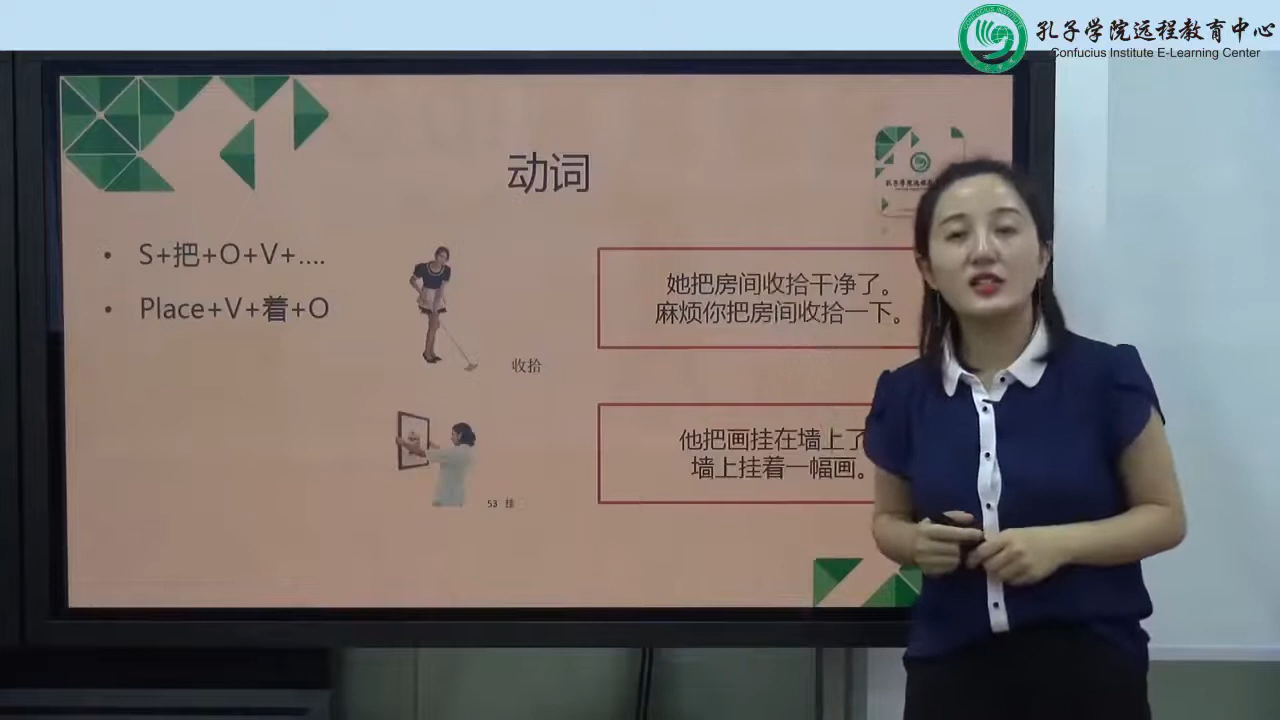 孔子学院远程教育中心
Confucius Institute E-Learning Center
动词
• S+把+O+V+....
• Place+V+着+O
她把房间收拾干净了。
麻烦你把房间收拾一下。
收拾
他把画挂在墙上了
墙上挂着一幅画。
53 挂